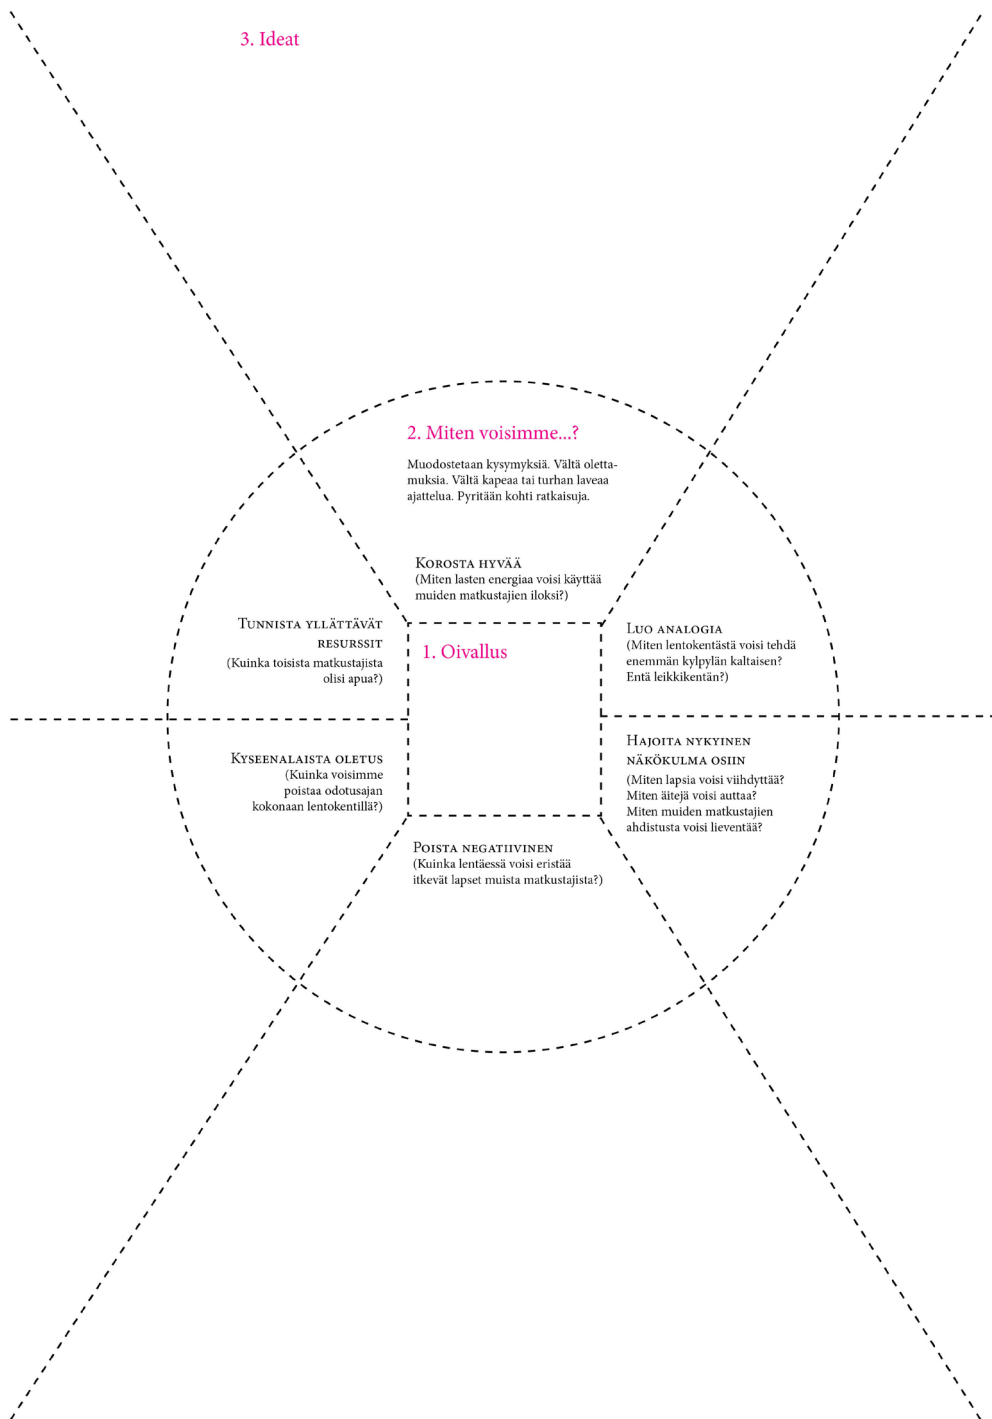 3. Ideat
2. Miten voisimme...?
Muodostetaan kysymyksiä. Vältä oletta-
muksia. Vältä kapeaa tai turhan laveaa
ajattelua. Pyritään kohti ratkaisuja.
Korosta hyvää
(Miten lasten energiaa voisi käyttää
muiden matkustajien iloksi?)
Tunnista yllättävät
resurssit
(Kuinka toisista matkustajista
olisi apua?)
1. Oivallus
Luo analogia
(Miten lentokentästä voisi tehdä
enemmän kylpylän kaltaisen?
Entä leikkikentän?)
Kyseenalaista oletus
(Kuinka voisimme
poistaa odotusajan
kokonaan lentokentillä?)
Hajoita nykyinen
näkökulma osiin
(Miten lapsia voisi viihdyttää?
Miten äitejä voisi auttaa?
Miten muiden matkustajien
ahdistusta voisi lieventää?
Poista negatiivinen
(Kuinka lentäessä voisi eristää
itkevät lapset muista matkustajista?)